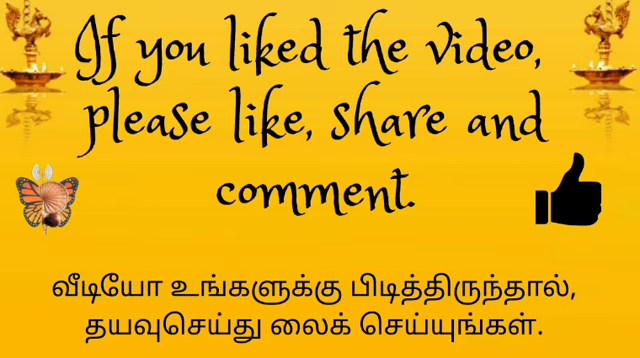 If you liked the video,
please like, share and
comment.
வீடியோ உங்களுக்கு பிடித்திருந்தால்,
தயவுசெய்து லைக் செய்யுங்கள்.